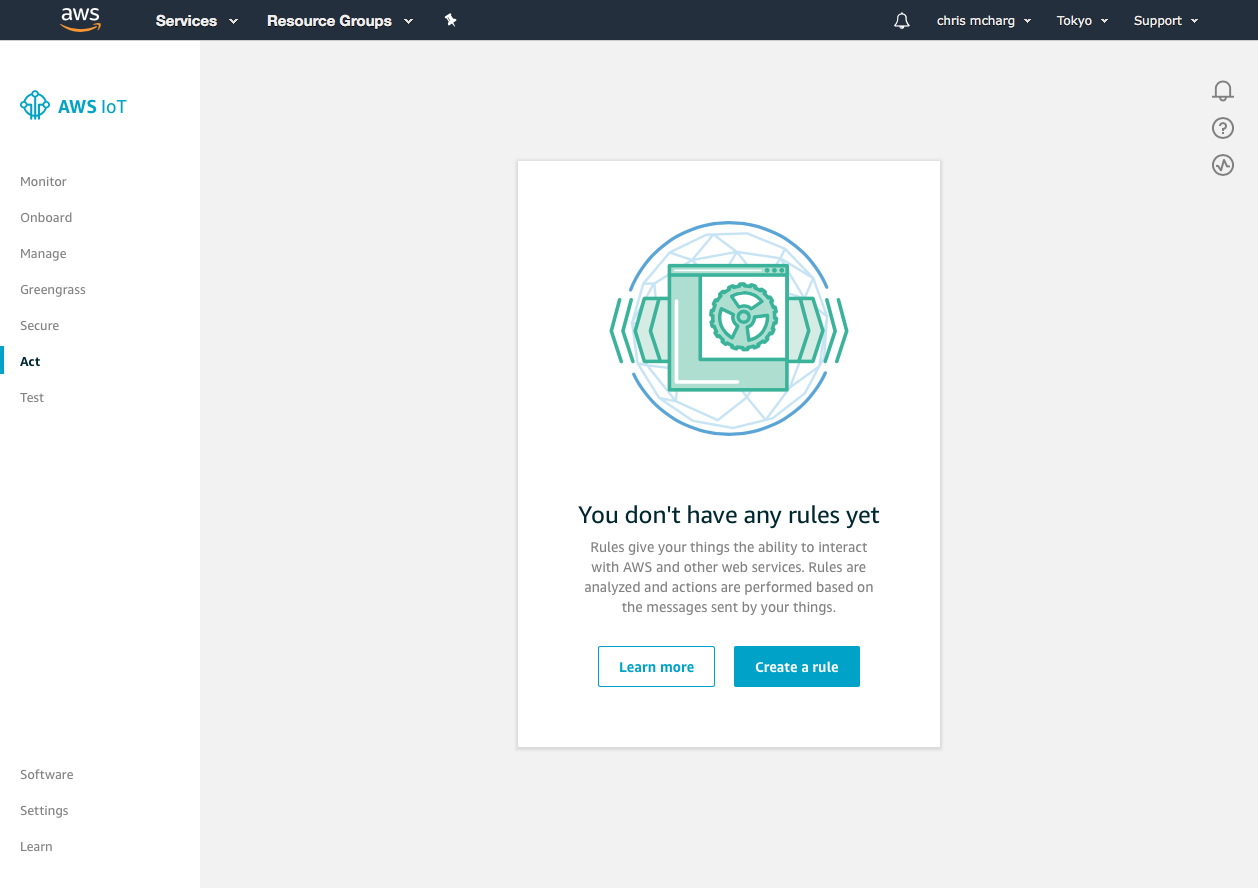 aws Services Resource Groups chris mcharg Tokyo Support
AWS IoT
Monitor
Onboard
Manage
Greengrass
Secure
Act
Test
Software
Settings
Learn
You don't have any rules yet
Rules give your things the ability to interact
with AWS and other web services. Rules are
analyzed and actions are performed based on
the messages sent by your things.
Learn more Create a rule